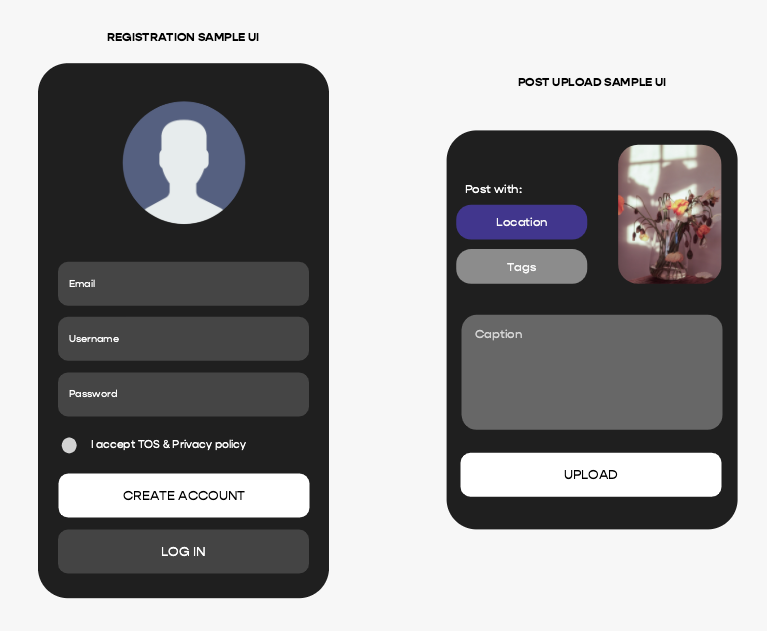 REGISTRATION SAMPLE UI
Email
Username
Password
I accept TOS & Privacy policy
CREATE ACCOUNT
LOG IN
POST UPLOAD SAMPLE UI
Post with:
Location
Tags
Caption
UPLOAD